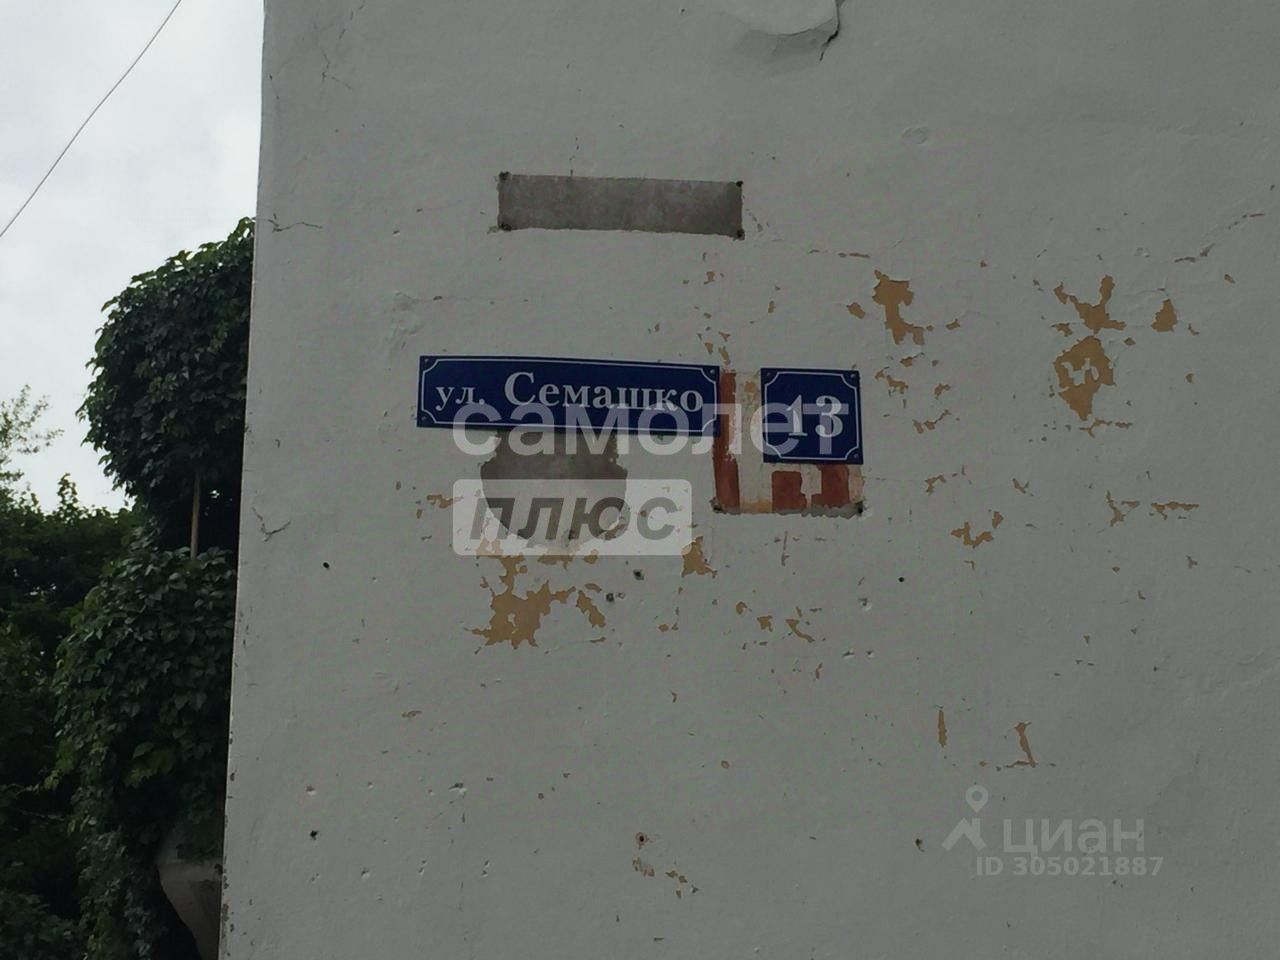 ул. Семашко
13
самолет
плюс
циан
ID 305021887